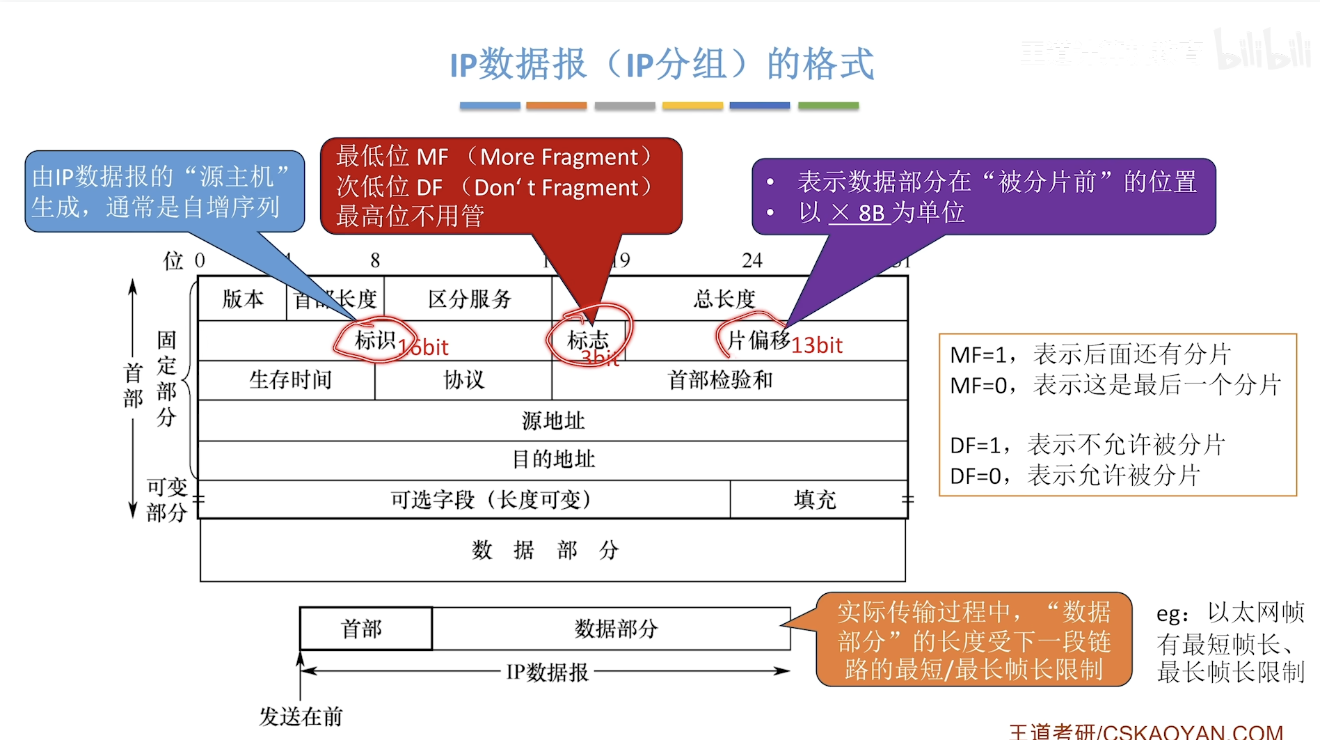 bilibili
IP数据报（IP分组）的格式
由IP数据报的“源主机”
生成，通常是自增序列
最低位 MF （More Fragment）
次低位 DF （Don‘ t Fragment）
最高位不用管
• 表示数据部分在“被分片前”的位置
• 以 × 8B 为单位
位 0 8 24
版本 首部长度 区分服务 总长度
标识 16bit 标志 3bit 片偏移 13bit
生存时间 协议 首部检验和
源地址
目的地址
可选字段（长度可变） 填充
数 据 部 分
首部
固定部分
可变
部分
MF=1，表示后面还有分片
MF=0，表示这是最后一个分片
DF=1，表示不允许被分片
DF=0，表示允许被分片
首部 数据部分
IP数据报
发送在前
实际传输过程中，“数据
部分”的长度受下一段链
路的最短/最长帧长限制
eg：以太网帧
有最短帧长、
最长帧长限制
王道考研/CSKAOYAN.COM